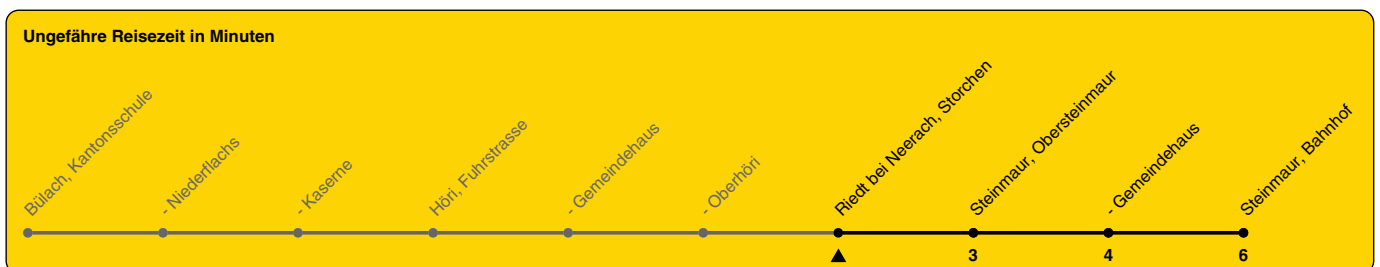 Ungefähre Reisezeit in Minuten
Bülach, Kantonsschule
- Niederflachs
- Kaserne
Höri, Fuhrstrasse
- Gemeindehaus
- Oberhöri
Riedt bei Neerach, Storchen
Steinmaur, Obersteinmaur
- Gemeindehaus
Steinmaur, Bahnhof
3 4 6